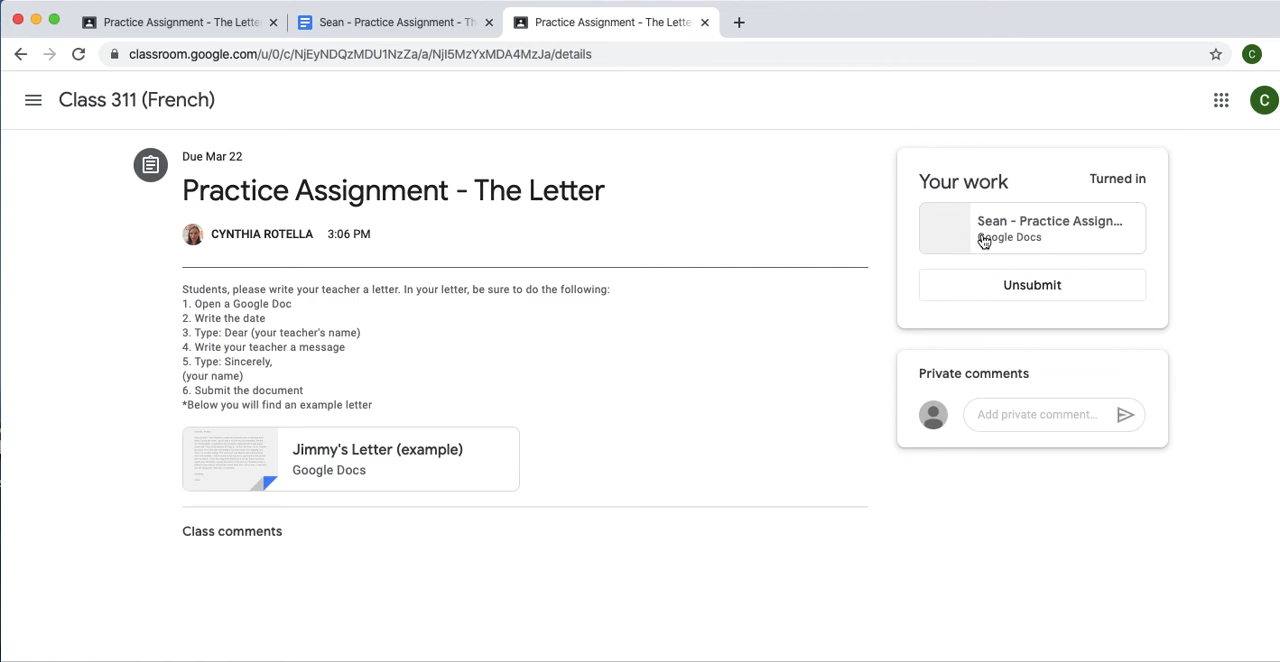 Practice Assignment - The Lette
Sean - Practice Assignment - Th
Practice Assignment - The Lette
classroom.google.com/u/0/c/NjEyNDQzMDU1NzZa/a/NjI5MzYxMDA4MzJa/details
C
Class 311 (French)
C
Due Mar 22
Practice Assignment - The Letter
CYNTHIA ROTELLA 3:06 PM
Students, please write your teacher a letter. In your letter, be sure to do the following:
1. Open a Google Doc
2. Write the date
3. Type: Dear (your teacher's name)
4. Write your teacher a message
5. Type: Sincerely,
(your name)
6. Submit the document
*Below you will find an example letter
Jimmy's Letter (example)
Google Docs
Class comments
Your work
Turned in
Sean - Practice Assign...
Google Docs
Unsubmit
Private comments
Add private comment...